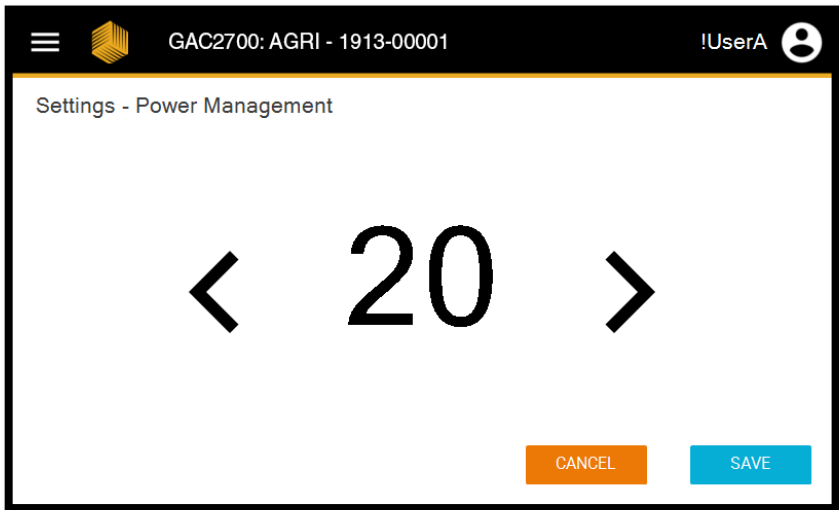 GAC2700: AGRI - 1913-00001 !UserA
Settings - Power Management
20
CANCEL SAVE